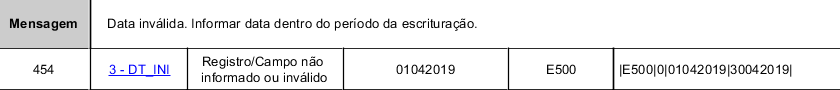 Mensagem Data inválida. Informar data dentro do período da escrituração.
454 3 - DT_INI Registro/Campo não informado ou inválido 01042019 E500 |E500|0|01042019|30042019|